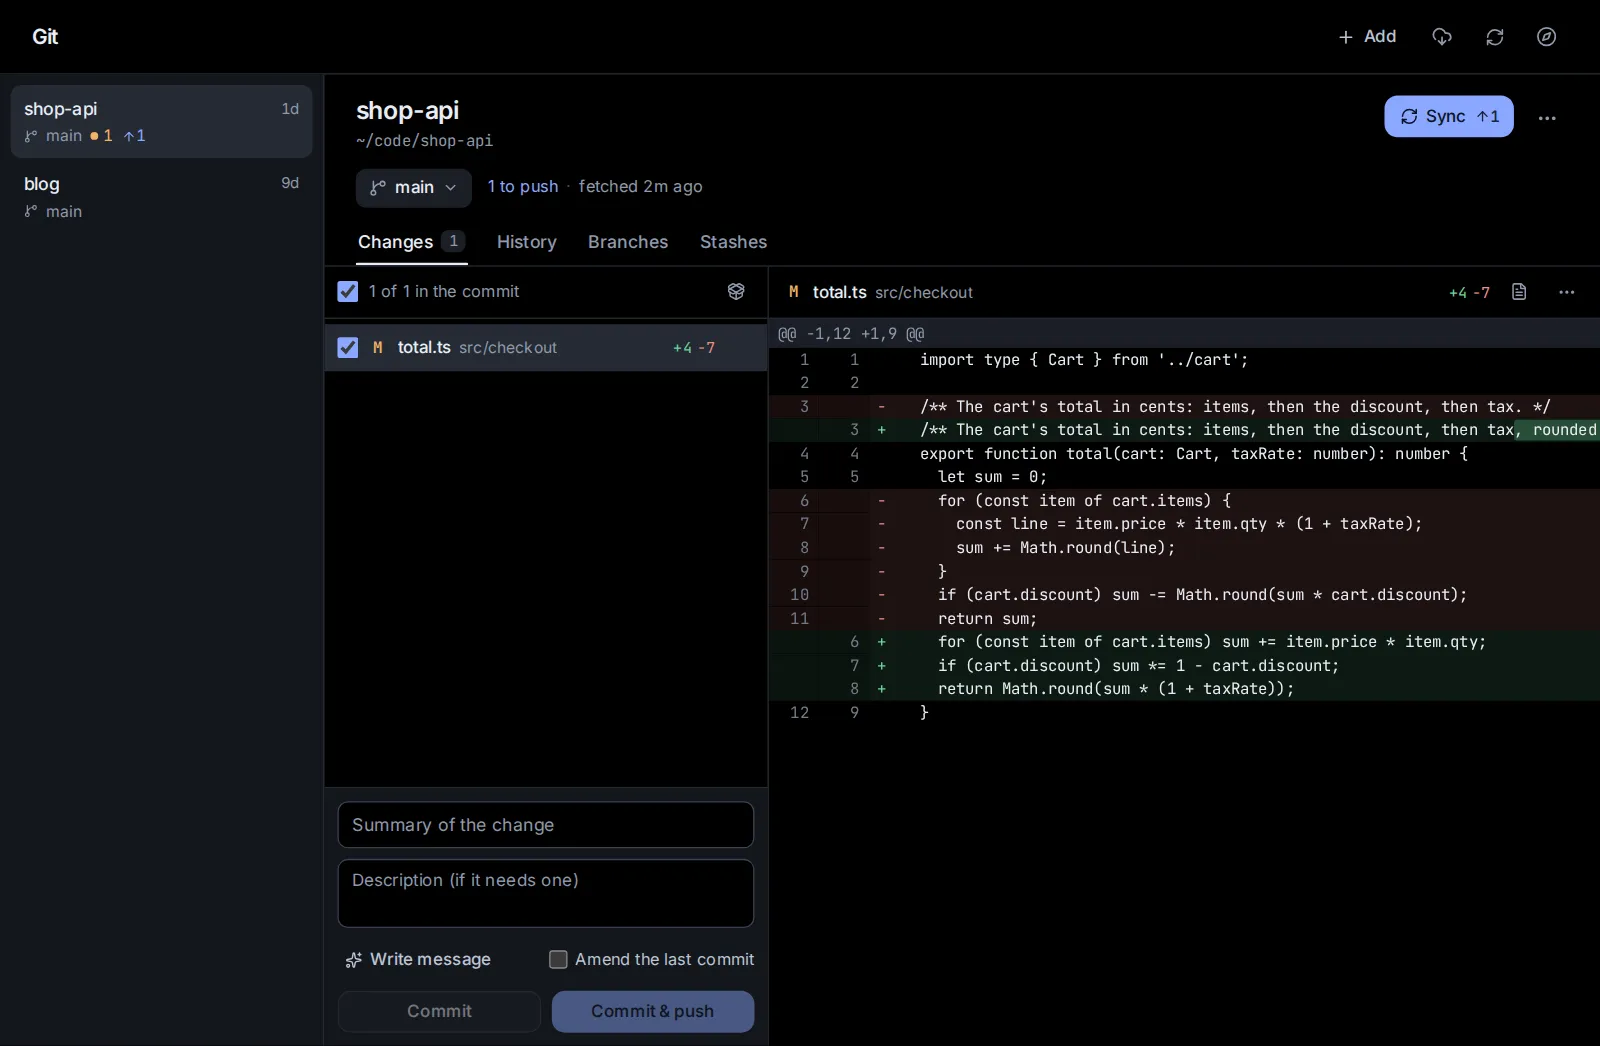 Git
Add
shop-api 1d
main 1 ↑1
blog 9d
main
shop-api
~/code/shop-api
Sync ↑1
main 1 to push · fetched 2m ago
Changes 1 History Branches Stashes
1 of 1 in the commit
M total.ts src/checkout +4 -7
Summary of the change
Description (if it needs one)
Write message Amend the last commit
Commit Commit & push
M total.ts src/checkout +4 -7
@@ -1,12 +1,9 @@
1 1 import type { Cart } from '../cart';
2 2
3 - /** The cart's total in cents: items, then the discount, then tax. */
3 + /** The cart's total in cents: items, then the discount, then tax, rounded
4 4 export function total(cart: Cart, taxRate: number): number {
5 5 let sum = 0;
6 - for (const item of cart.items) {
7 - const line = item.price * item.qty * (1 + taxRate);
8 - sum += Math.round(line);
9 - }
10 - if (cart.discount) sum -= Math.round(sum * cart.discount);
11 - return sum;
6 + for (const item of cart.items) sum += item.price * item.qty;
7 + if (cart.discount) sum *= 1 - cart.discount;
8 + return Math.round(sum * (1 + taxRate));
12 9 }